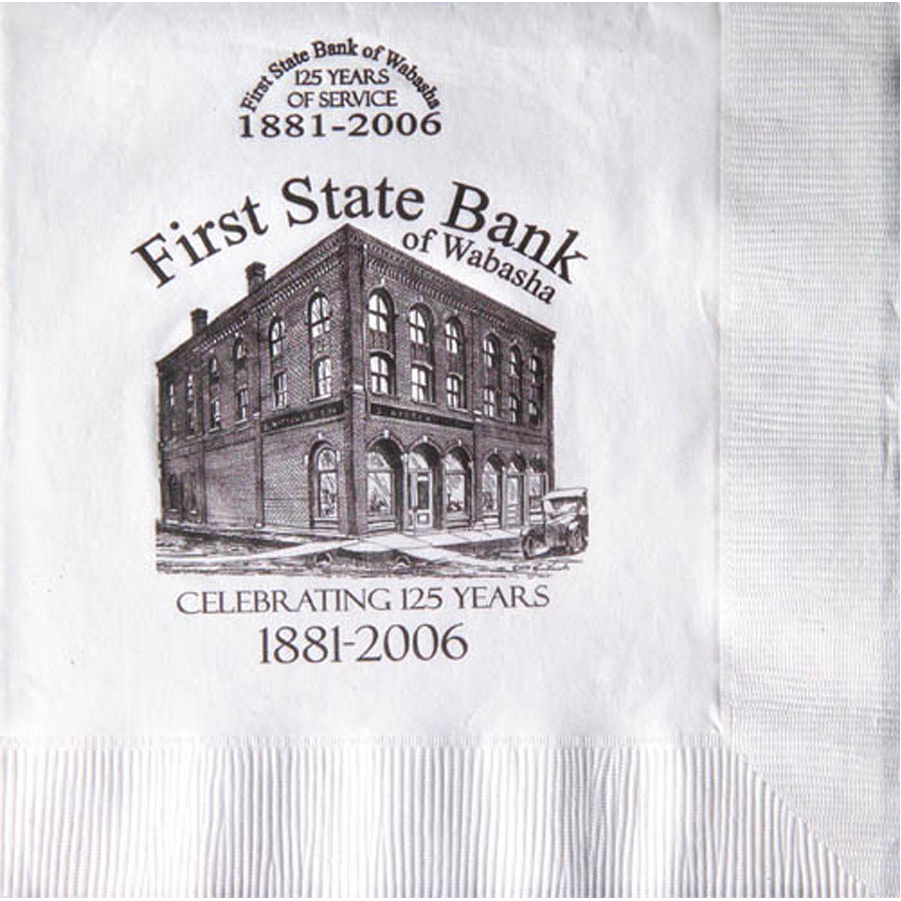 First State Bank of Wabasha
125 YEARS
OF SERVICE
1881-2006
First State Bank
of Wabasha
CELEBRATING 125 YEARS
1881-2006